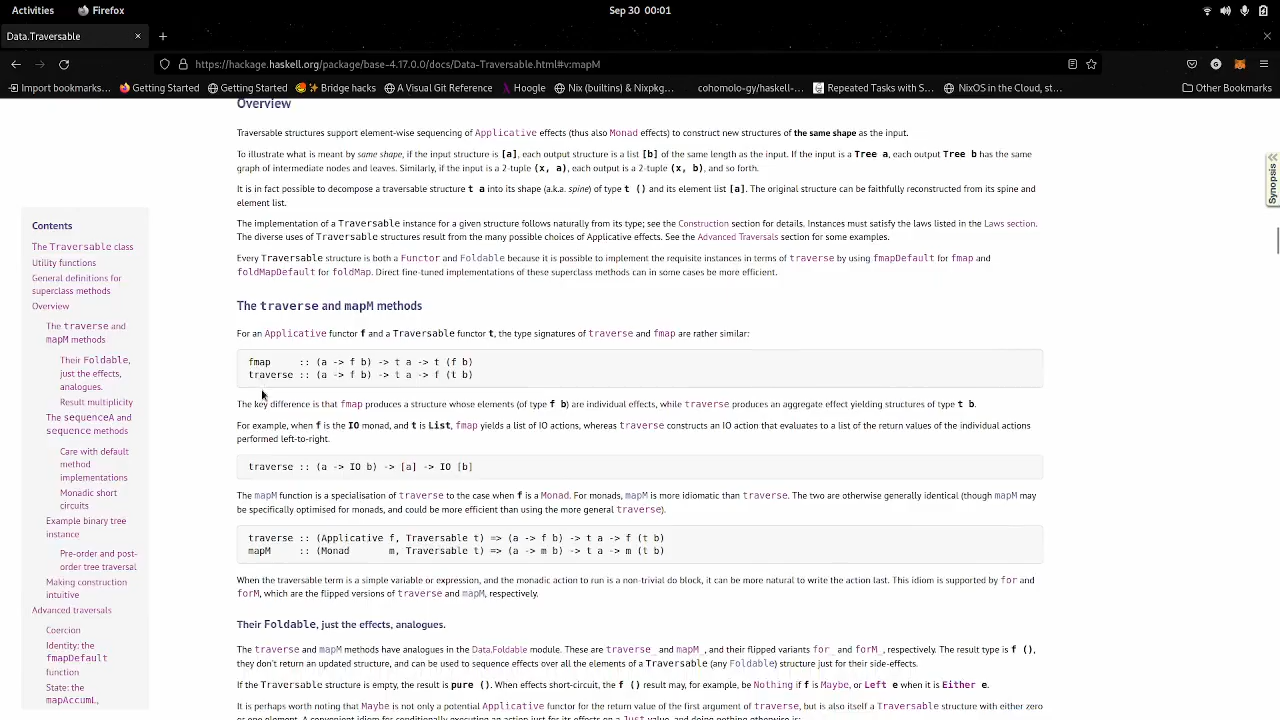 Activities
Firefox
Sep 30 00:01
Data.Traversable
https://hackage.haskell.org/package/base-4.17.0.0/docs/Data-Traversable.html#v:mapM
Import bookmarks…
Getting Started
Getting Started
Bridge hacks
A Visual Git Reference
Hoogle
Nix (builtins) & Nixpkg…
cohomolo-gy/haskell-…
Repeated Tasks with S…
NixOS in the Cloud, st…
Other Bookmarks
Overview
Traversable structures support element-wise sequencing of Applicative effects (thus also Monad effects) to construct new structures of the same shape as the input.
To illustrate what is meant by same shape, if the input structure is [a], each output structure is a list [b] of the same length as the input. If the input is a Tree a, each output Tree b has the same
graph of intermediate nodes and leaves. Similarly, if the input is a 2-tuple (x, a), each output is a 2-tuple (x, b), and so forth.
It is in fact possible to decompose a traversable structure t a into its shape (a.k.a. spine) of type t () and its element list [a]. The original structure can be faithfully reconstructed from its spine and
element list.
The implementation of a Traversable instance for a given structure follows naturally from its type; see the Construction section for details. Instances must satisfy the laws listed in the Laws section.
The diverse uses of Traversable structures result from the many possible choices of Applicative effects. See the Advanced Traversals section for some examples.
Every Traversable structure is both a Functor and Foldable because it is possible to implement the requisite instances in terms of traverse by using fmapDefault for fmap and
foldMapDefault for foldMap. Direct fine-tuned implementations of these superclass methods can in some cases be more efficient.
The traverse and mapM methods
For an Applicative functor f and a Traversable functor t, the type signatures of traverse and fmap are rather similar:
fmap     :: (a -> f b) -> t a -> t (f b)
traverse :: (a -> f b) -> t a -> f (t b)
The key difference is that fmap produces a structure whose elements (of type f b) are individual effects, while traverse produces an aggregate effect yielding structures of type t b.
For example, when f is the IO monad, and t is List, fmap yields a list of IO actions, whereas traverse constructs an IO action that evaluates to a list of the return values of the individual actions
performed left-to-right.
traverse :: (a -> IO b) -> [a] -> IO [b]
The mapM function is a specialisation of traverse to the case when f is a Monad. For monads, mapM is more idiomatic than traverse. The two are otherwise generally identical (though mapM may
be specifically optimised for monads, and could be more efficient than using the more general traverse).
traverse :: (Applicative f, Traversable t) => (a -> f b) -> t a -> f (t b)
mapM     :: (Monad       m, Traversable t) => (a -> m b) -> t a -> m (t b)
When the traversable term is a simple variable or expression, and the monadic action to run is a non-trivial do block, it can be more natural to write the action last. This idiom is supported by for and
forM, which are the flipped versions of traverse and mapM, respectively.
Their Foldable, just the effects, analogues.
The traverse and mapM methods have analogues in the Data.Foldable module. These are traverse_ and mapM_, and their flipped variants for_ and forM_, respectively. The result type is f (),
they don't return an updated structure, and can be used to sequence effects over all the elements of a Traversable (any Foldable) structure just for their side-effects.
If the Traversable structure is empty, the result is pure (). When effects short-circuit, the f () result may, for example, be Nothing if f is Maybe, or Left e when it is Either e.
It is perhaps worth noting that Maybe is not only a potential Applicative functor for the return value of the first argument of traverse, but is also itself a Traversable structure with either zero
or one element. A convenient idiom for conditionally executing an action just for its effects on a Just value, and doing nothing otherwise is:
Contents
The Traversable class
Utility functions
General definitions for
superclass methods
Overview
The traverse and
mapM methods
Their Foldable,
just the effects,
analogues.
Result multiplicity
The sequenceA and
sequence methods
Care with default
method
implementations
Monadic short
circuits
Example binary tree
instance
Pre-order and post-
order tree traversal
Making construction
intuitive
Advanced traversals
Coercion
Identity: the
fmapDefault
function
State: the
mapAccumL,
Synopsis